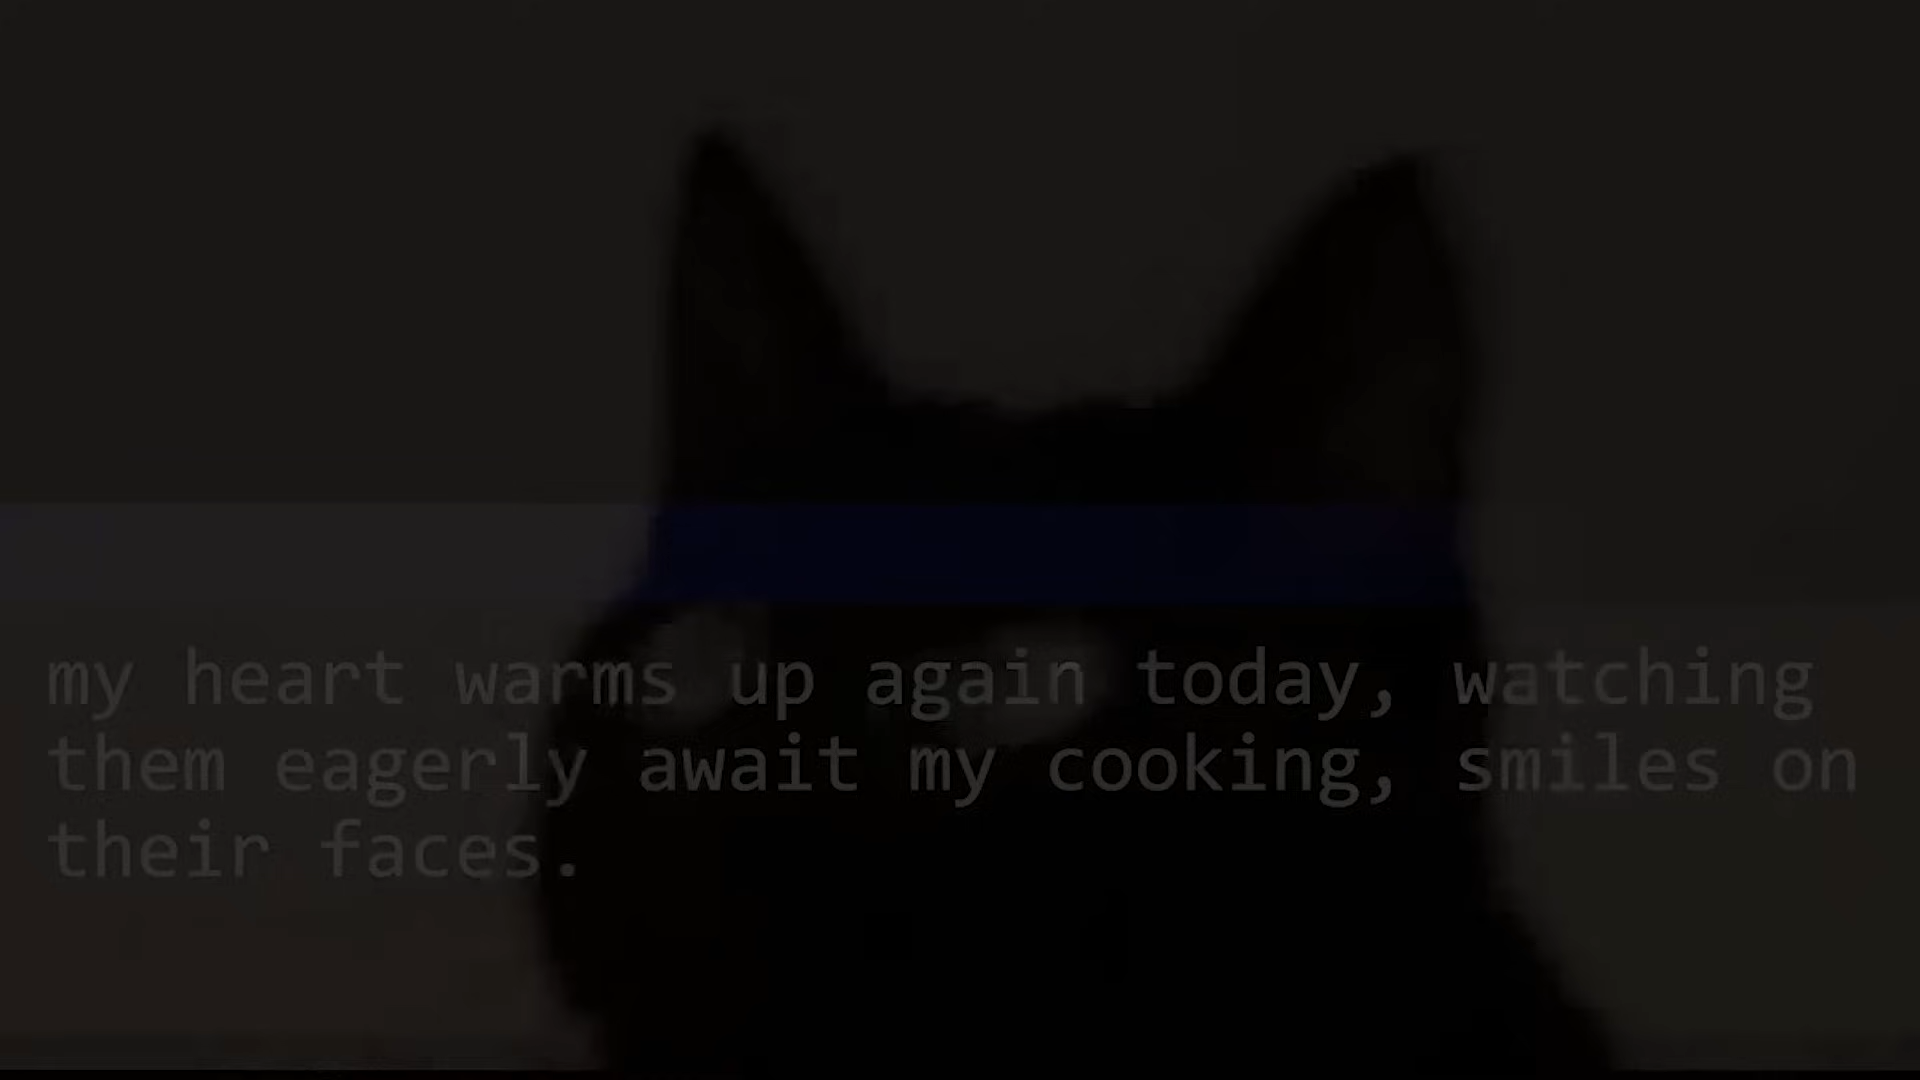 my heart warms up again today, watching
them eagerly await my cooking, smiles on
their faces.